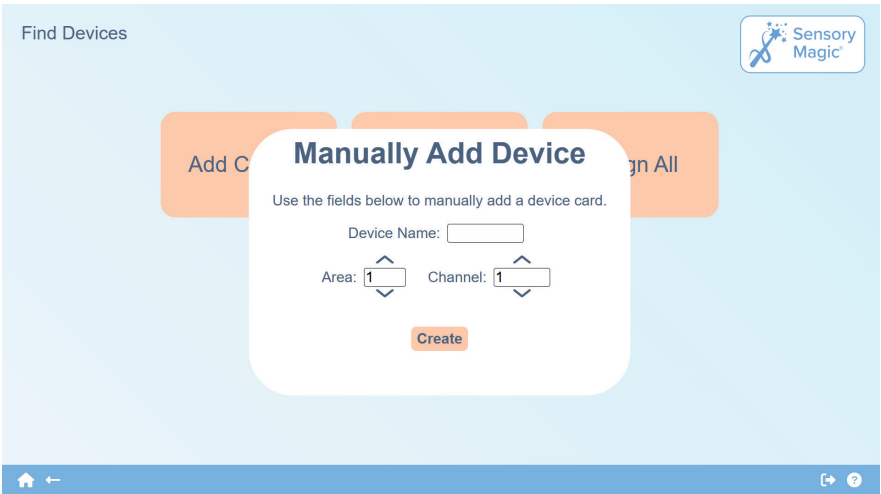 Find Devices
Sensory
Magic®
Add C
gn All
Manually Add Device
Use the fields below to manually add a device card.
Device Name:
Area: 1 Channel: 1
Create
?